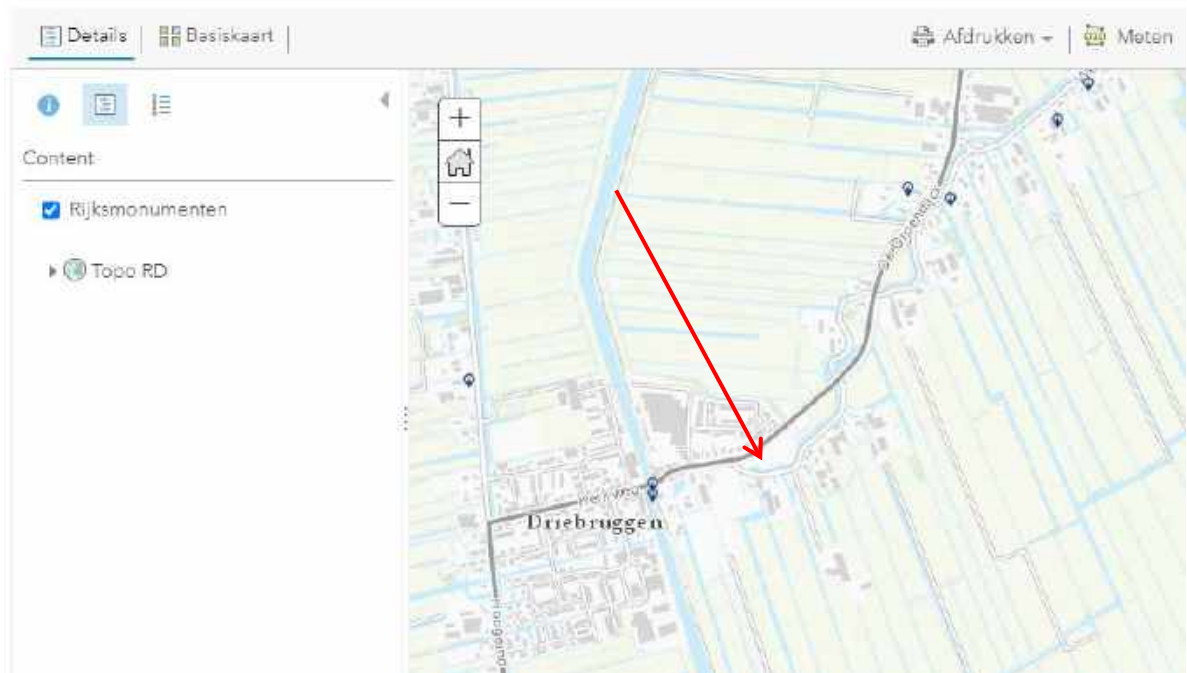 Details
Basiskaart
Afdrukken
Meten
Content
Rijksmonumenten
Topo RD
Driebruggen